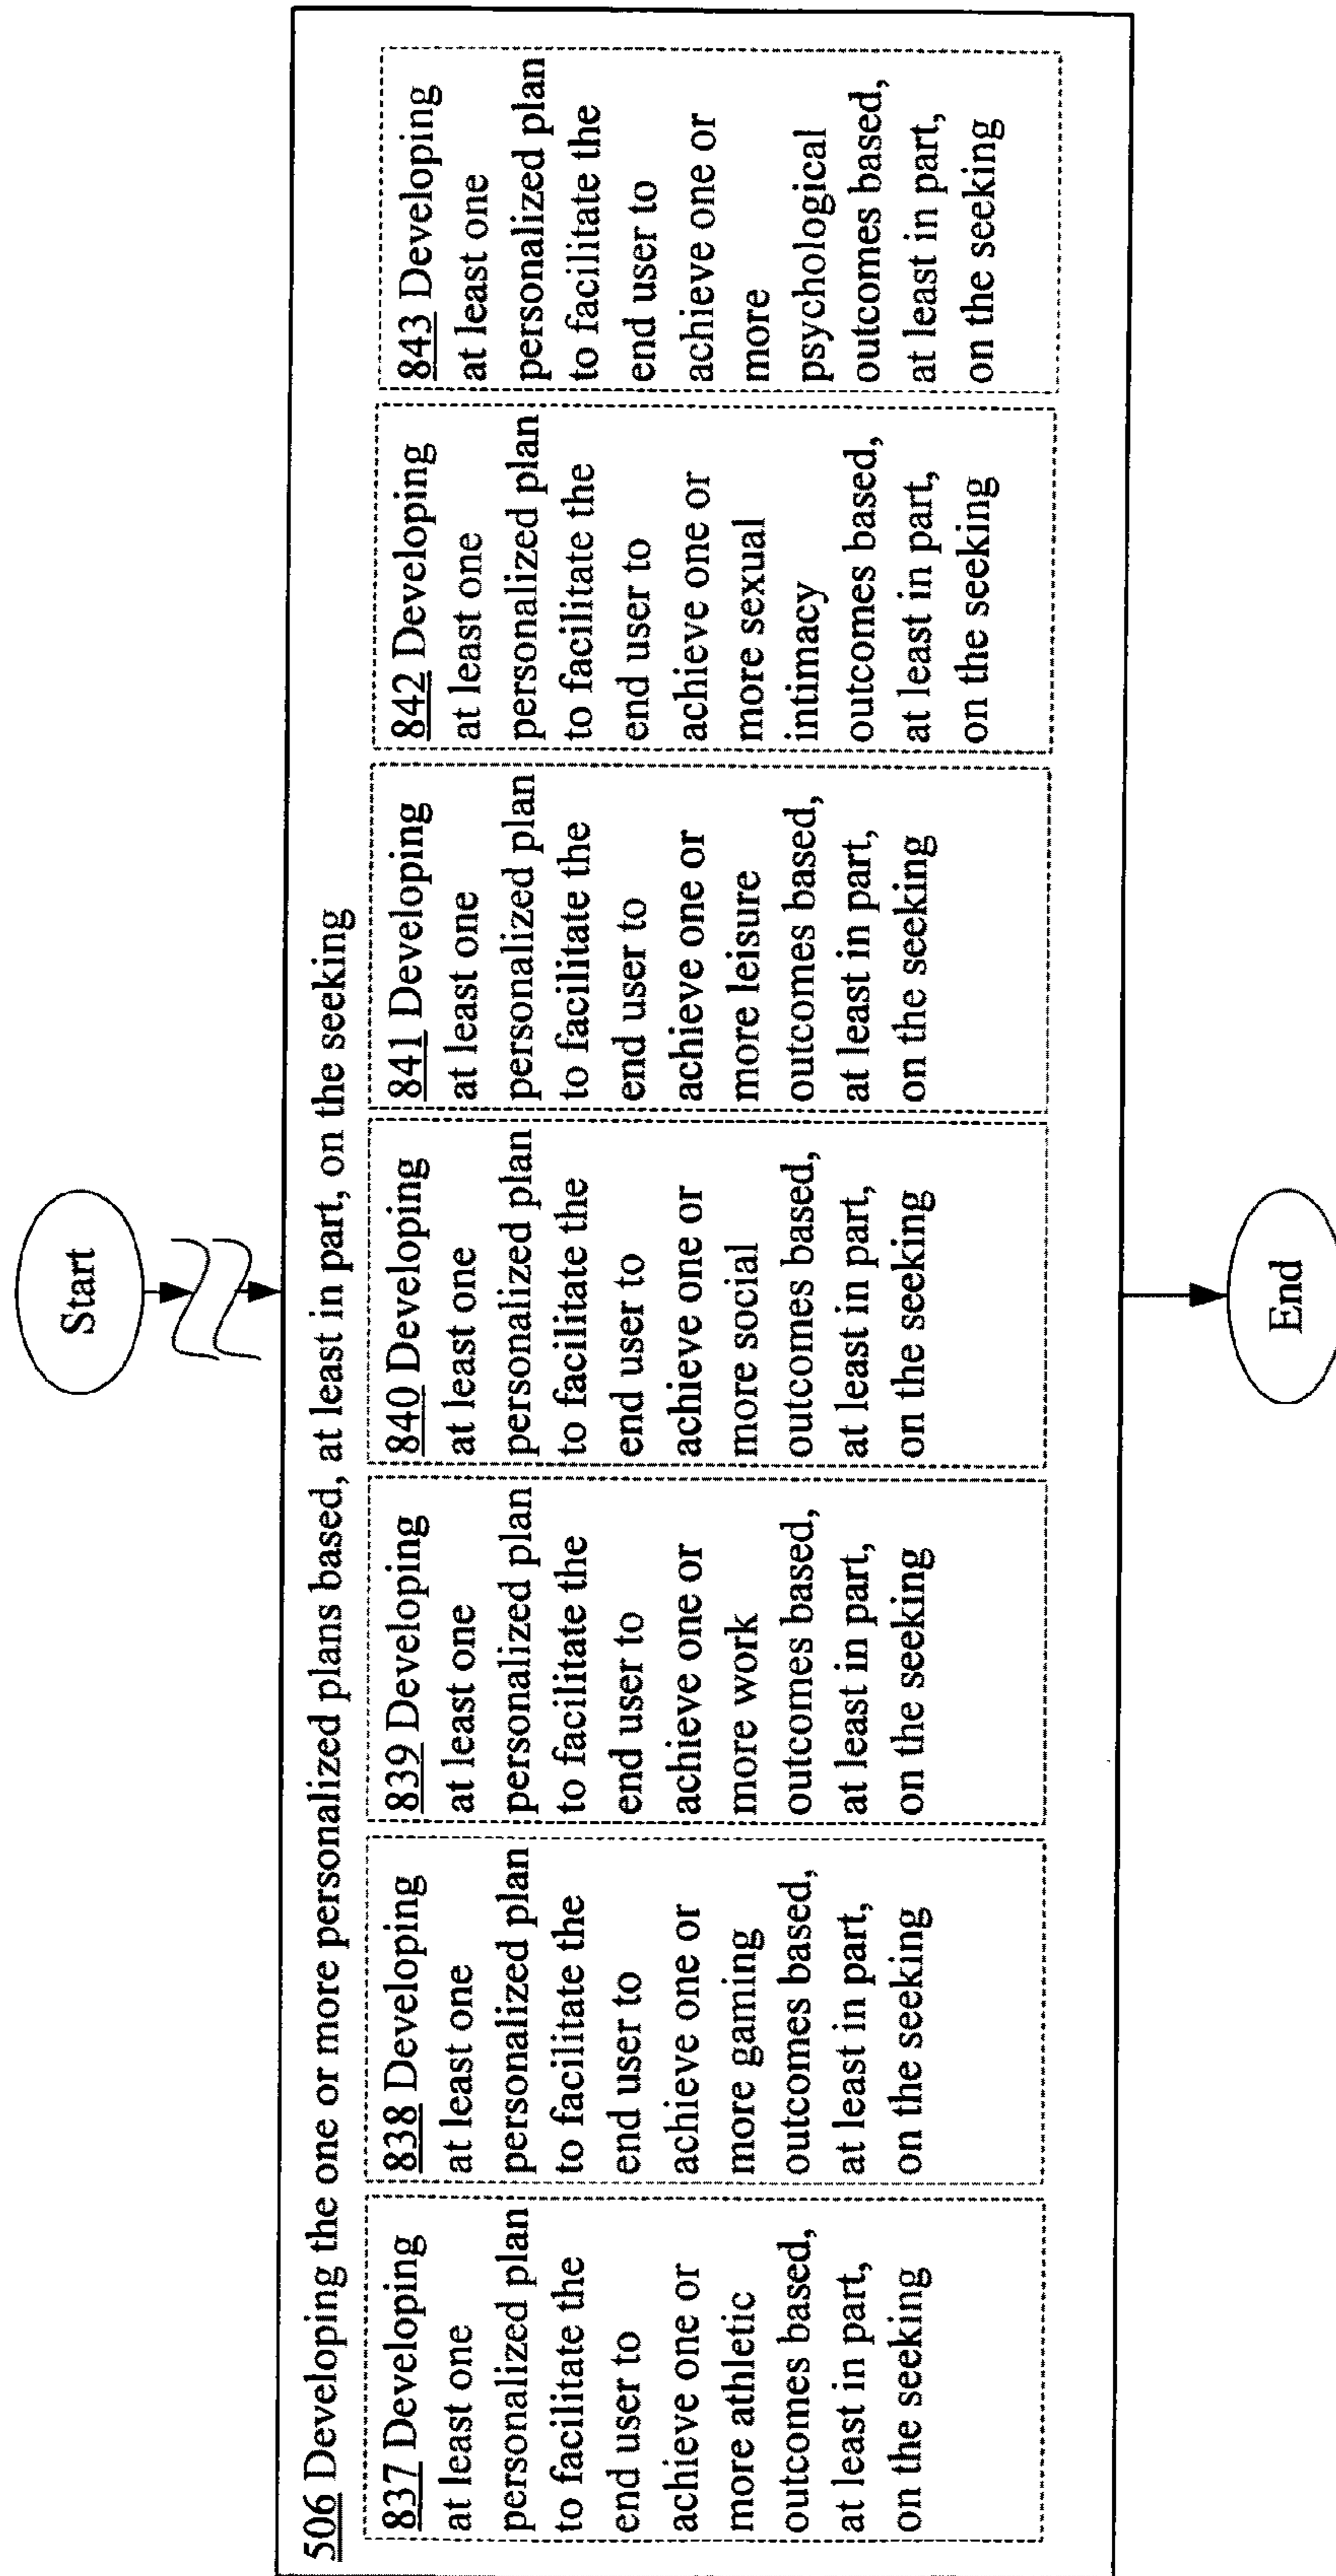 Start
506 Developing the one or more personalized plans based, at least in part, on the seeking
837 Developing
at least one
personalized plan
to facilitate the
end user to
achieve one or
more athletic
outcomes based,
at least in part,
on the seeking
838 Developing
at least one
personalized plan
to facilitate the
end user to
achieve one or
more gaming
outcomes based,
at least in part,
on the seeking
839 Developing
at least one
personalized plan
to facilitate the
end user to
achieve one or
more work
outcomes based,
at least in part,
on the seeking
840 Developing
at least one
personalized plan
to facilitate the
end user to
achieve one or
more social
outcomes based,
at least in part,
on the seeking
841 Developing
at least one
personalized plan
to facilitate the
end user to
achieve one or
more leisure
outcomes based,
at least in part,
on the seeking
842 Developing
at least one
personalized plan
to facilitate the
end user to
achieve one or
more sexual
intimacy
outcomes based,
at least in part,
on the seeking
843 Developing
at least one
personalized plan
to facilitate the
end user to
achieve one or
more
psychological
outcomes based,
at least in part,
on the seeking
End